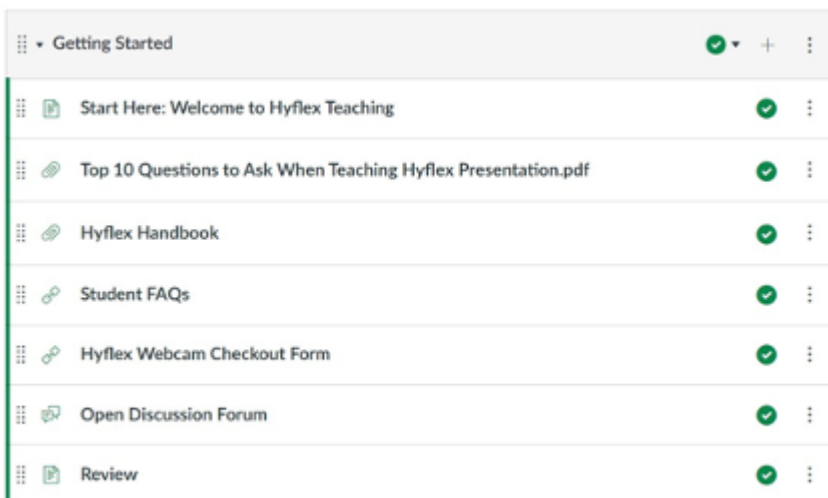 Getting Started
Start Here: Welcome to Hyflex Teaching
Top 10 Questions to Ask When Teaching Hyflex Presentation.pdf
Hyflex Handbook
Student FAQs
Hyflex Webcam Checkout Form
Open Discussion Forum
Review